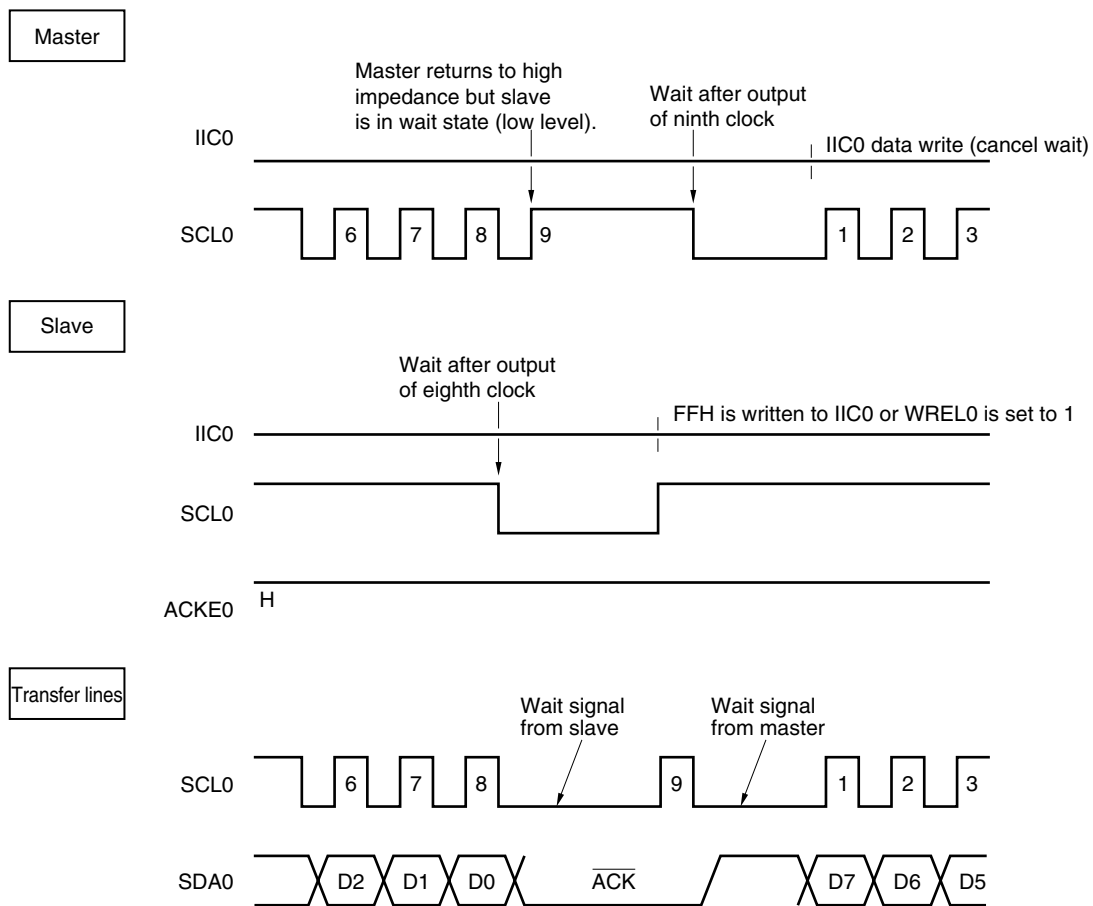 Master
Master returns to high
impedance but slave
is in wait state (low level).
Wait after output
of ninth clock
IIC0
IIC0 data write (cancel wait)
SCL0
6 7 8 9 1 2 3
Slave
Wait after output
of eighth clock
FFH is written to IIC0 or WREL0 is set to 1
IIC0
SCL0
ACKE0
H
Transfer lines
Wait signal
from slave
Wait signal
from master
SCL0
6 7 8 9 1 2 3
SDA0
D2 D1 D0 ACK D7 D6 D5